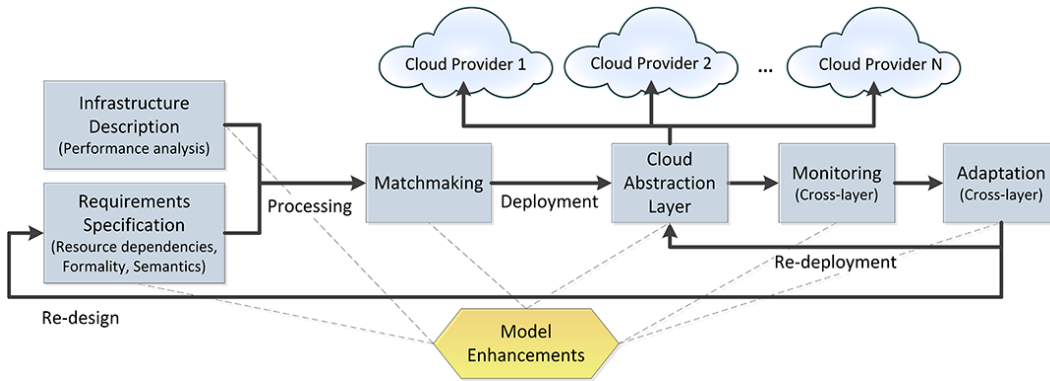 Cloud Provider 1
Cloud Provider 2
...
Cloud Provider N
Infrastructure
Description
(Performance analysis)
Requirements
Specification
(Resource dependencies,
Formality, Semantics)
Processing
Matchmaking
Deployment
Cloud
Abstraction
Layer
Monitoring
(Cross-layer)
Adaptation
(Cross-layer)
Re-deployment
Re-design
Model
Enhancements